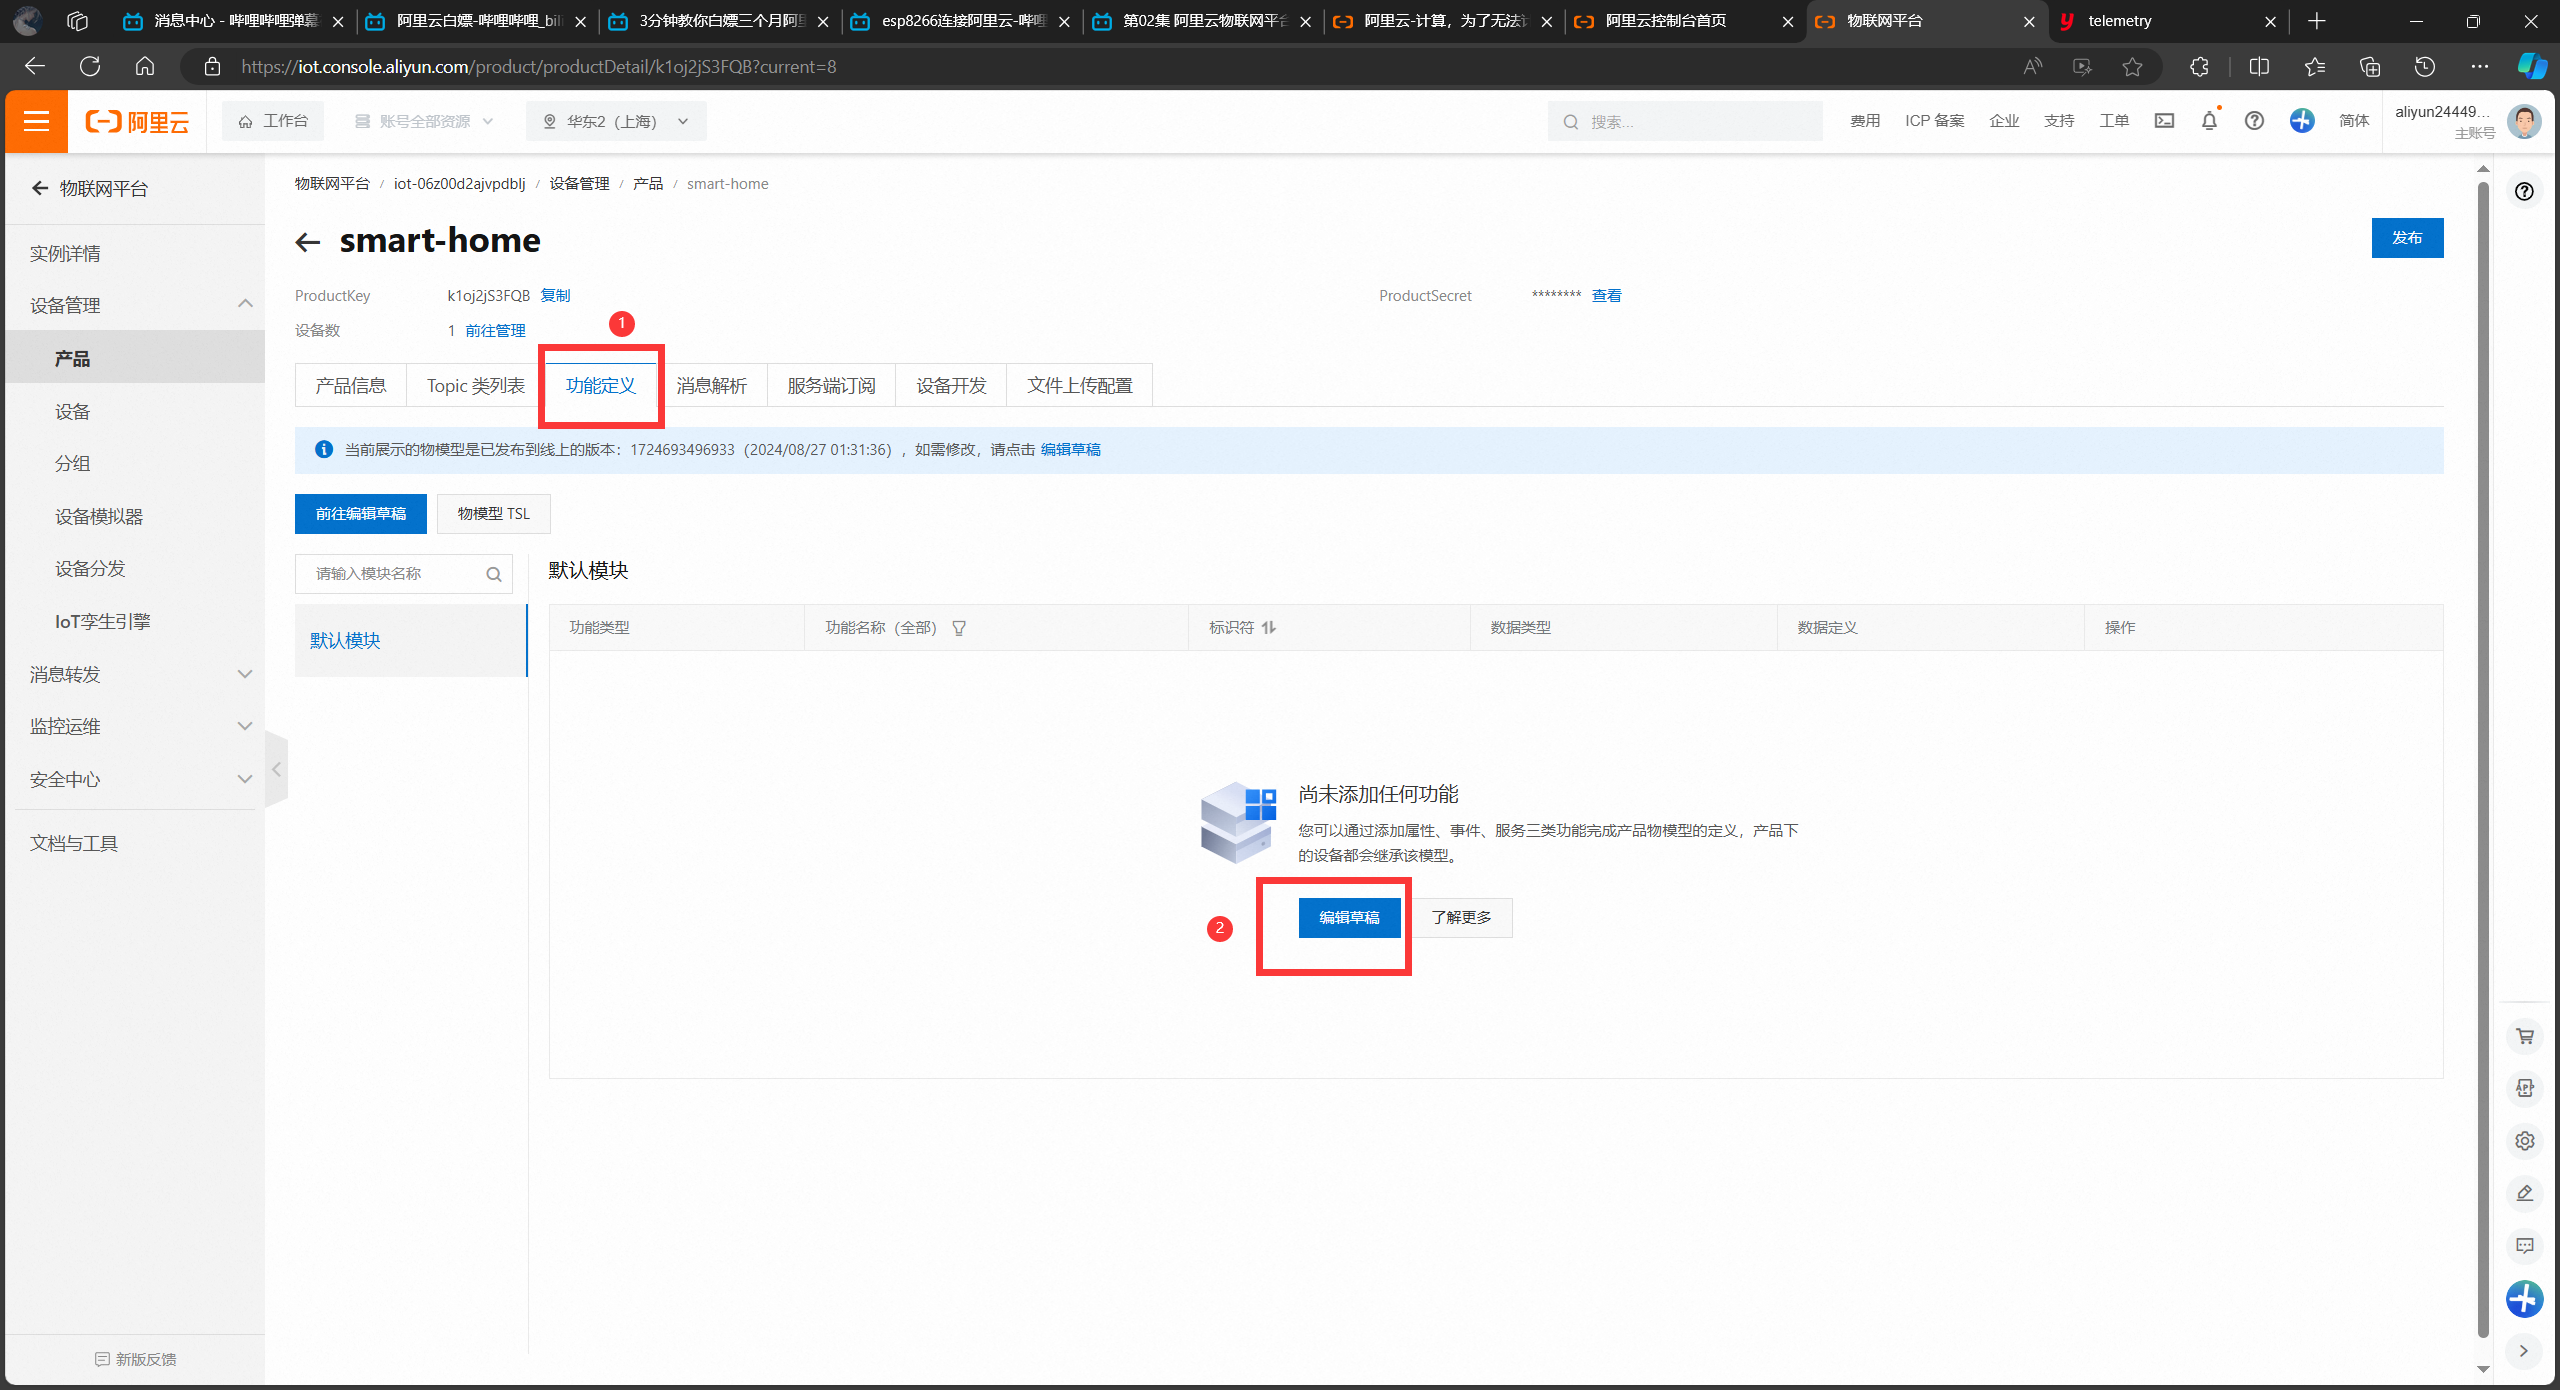 消息中心 - 哔哩哔哩弹幕
阿里云白嫖-哔哩哔哩_bili
3分钟教你白嫖三个月阿里
esp8266连接阿里云-哔哩
第02集 阿里云物联网平台
阿里云-计算，为了无法计
阿里云控制台首页
物联网平台
telemetry
https://iot.console.aliyun.com/product/productDetail/k1oj2jS3FQB?current=8
阿里云
工作台
账号全部资源
华东2（上海）
搜索...
费用
ICP 备案
企业
支持
工单
简体
aliyun24449...
主账号
物联网平台
实例详情
设备管理
产品
设备
分组
设备模拟器
设备分发
IoT孪生引擎
消息转发
监控运维
安全中心
文档与工具
新版反馈
物联网平台 / iot-06z00d2ajvpdblj / 设备管理 / 产品 / smart-home
smart-home
发布
ProductKey k1oj2jS3FQB 复制
ProductSecret ******** 查看
设备数 1 前往管理
1
产品信息
Topic 类列表
功能定义
消息解析
服务端订阅
设备开发
文件上传配置
当前展示的物模型是已发布到线上的版本：1724693496933（2024/08/27 01:31:36），如需修改，请点击 编辑草稿
前往编辑草稿
物模型 TSL
请输入模块名称
默认模块
默认模块
功能类型
功能名称（全部）
标识符
数据类型
数据定义
操作
尚未添加任何功能
您可以通过添加属性、事件、服务三类功能完成产品物模型的定义，产品下
的设备都会继承该模型。
2
编辑草稿
了解更多
APP